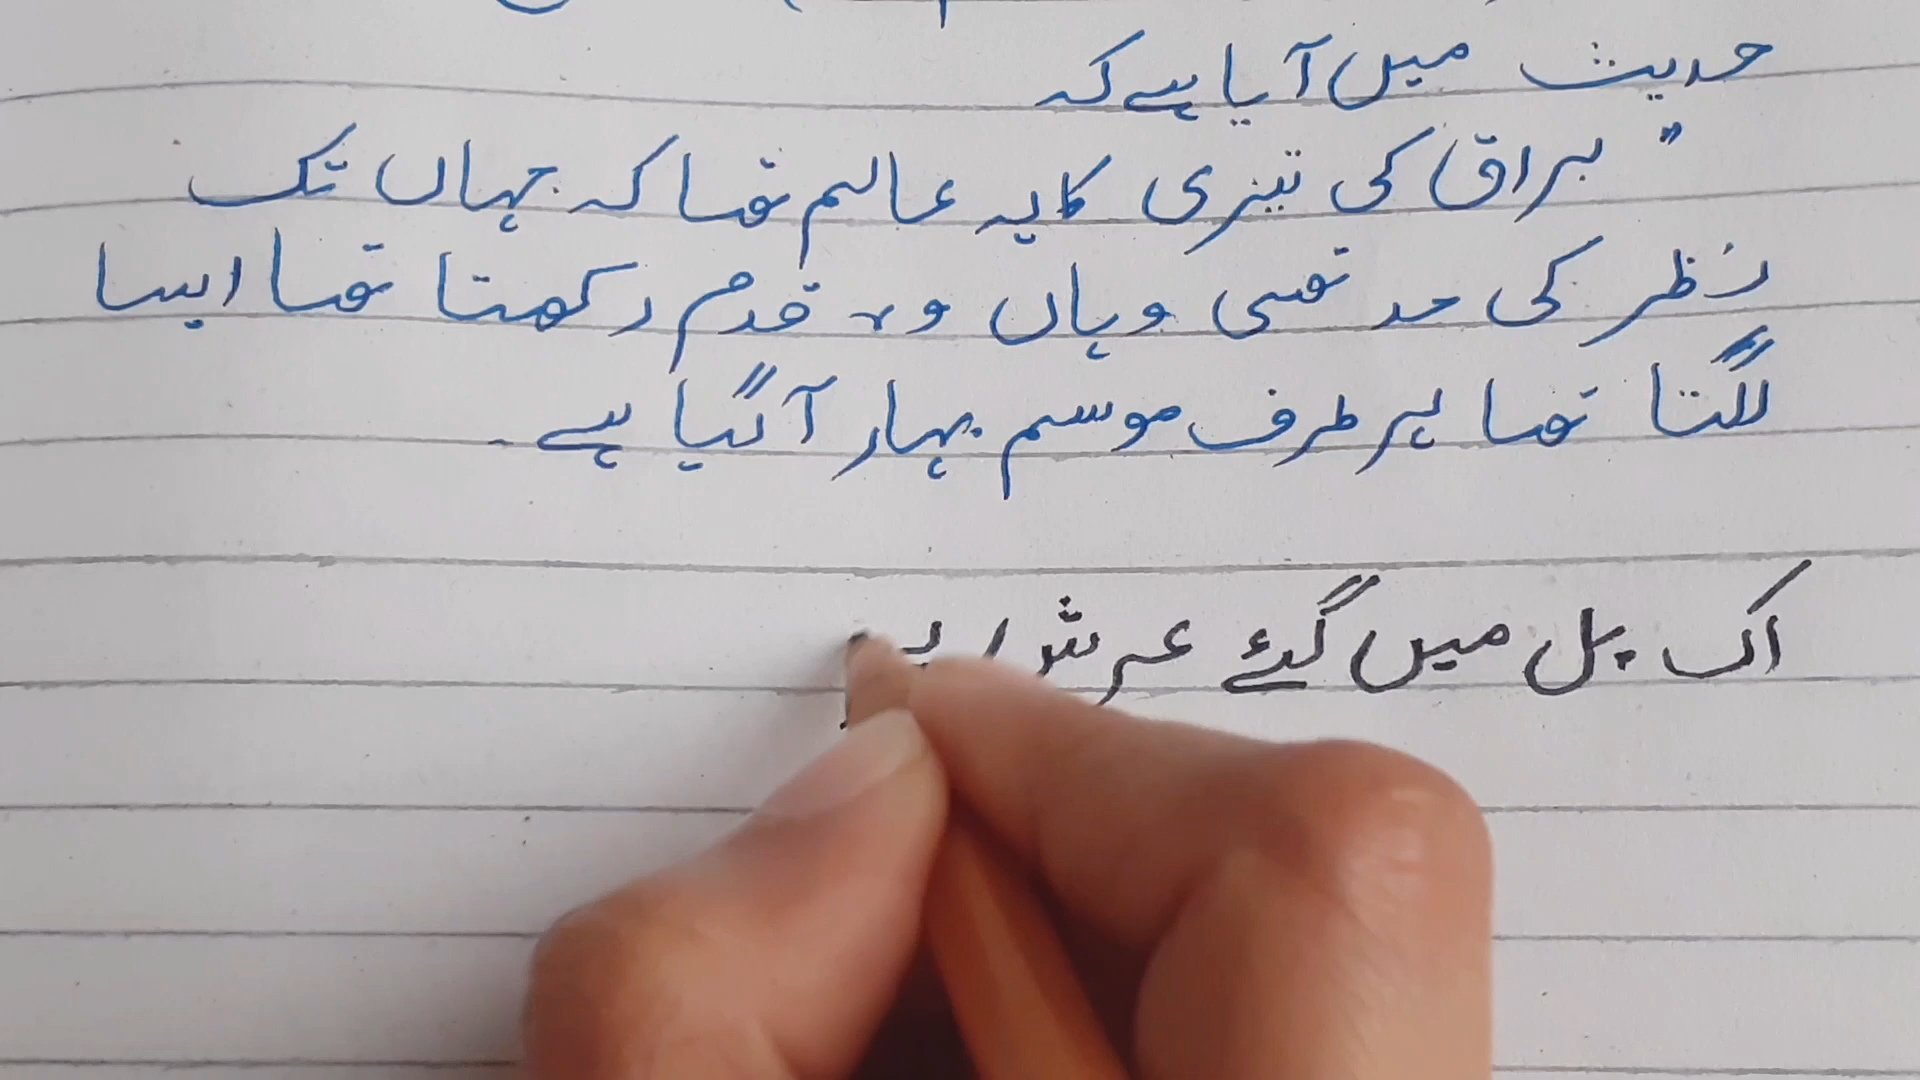 حدیث میں آیا ہے کہ
" براق کی تیزی کا یہ عالم تھا کہ جہاں تک
نظر کی حد تھی وہاں وہ قدم رکھتا تھا ایسا
لگتا تھا ہر طرف موسم بہار آ گیا ہے۔
اک پل میں گئے عرش